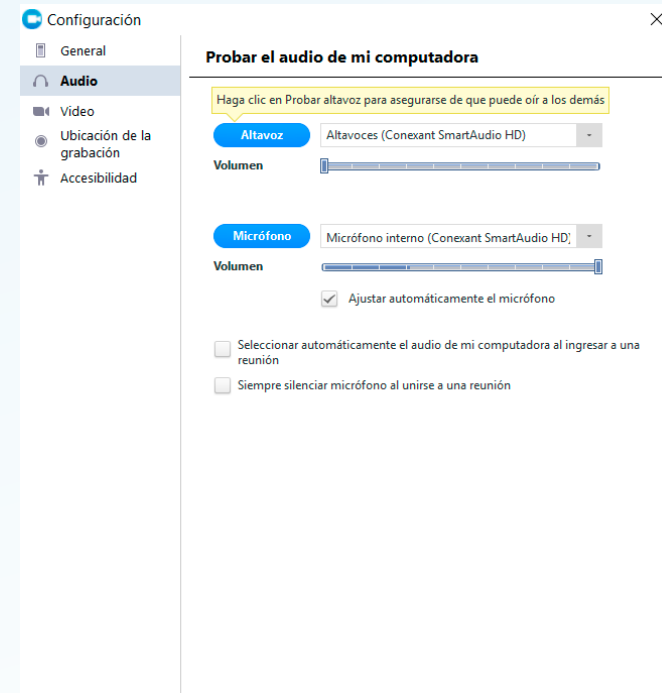 Configuración
General
Audio
Video
Ubicación de la
grabación
Accesibilidad
Probar el audio de mi computadora
Haga clic en Probar altavoz para asegurarse de que puede oír a los demás
Altavoz Altavoces (Conexant SmartAudio HD)
Volumen
Micrófono Micrófono interno (Conexant SmartAudio HD)
Volumen
Ajustar automáticamente el micrófono
Seleccionar automáticamente el audio de mi computadora al ingresar a una
reunión
Siempre silenciar micrófono al unirse a una reunión